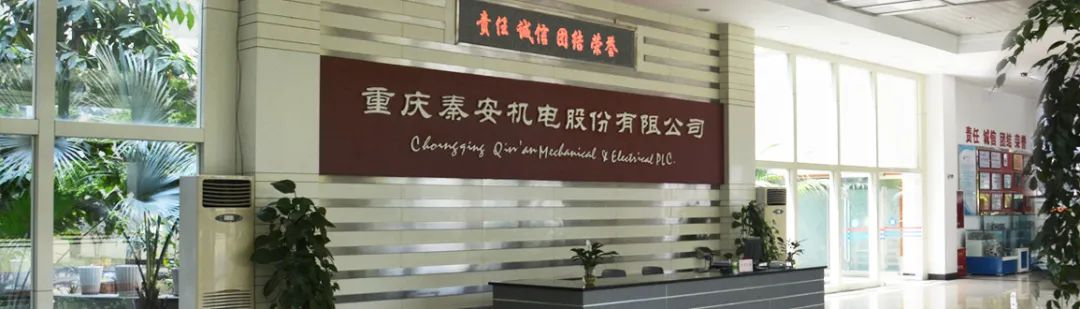 责任 诚信 团结 荣誉
重庆秦安机电股份有限公司
Chongqing Qin'an Mechanical & Electrical PLC.
责任 诚信 团结 荣誉